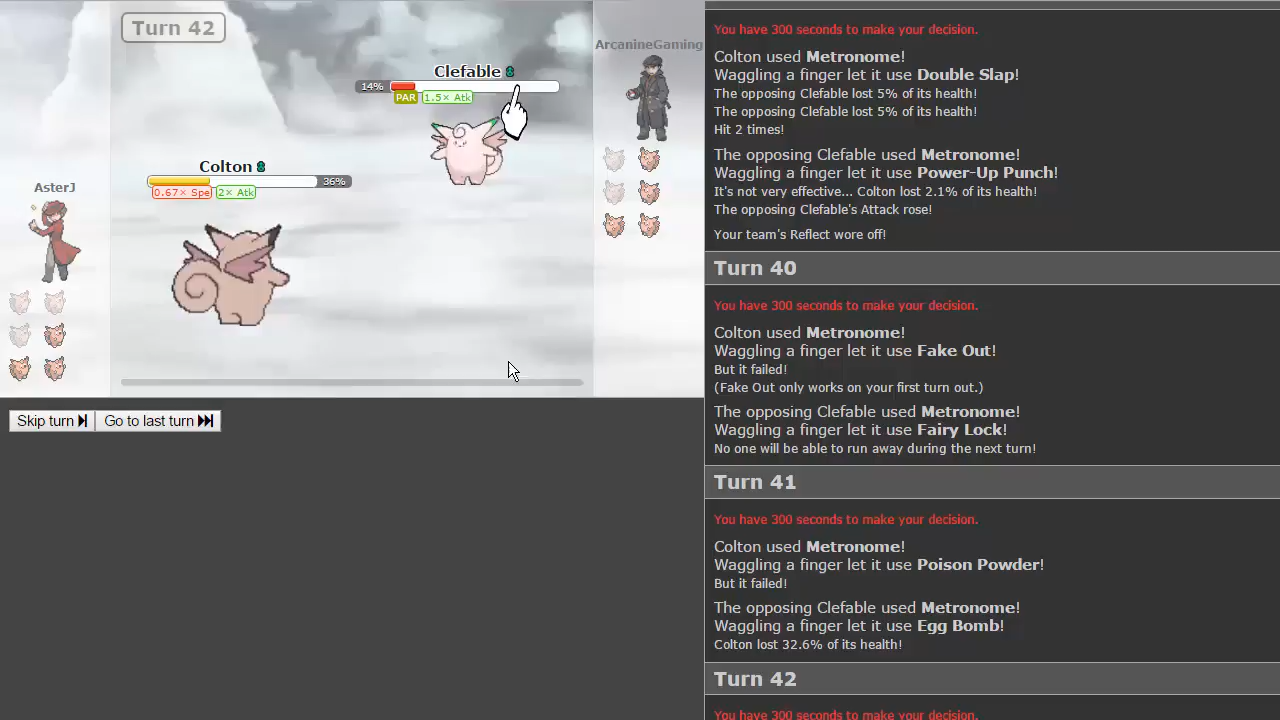 Turn 42
Clefable
14%
PAR 1.5× Atk
Colton
36%
0.67× Spe 2× Atk
AsterJ
ArcanineGaming
Skip turn
Go to last turn
You have 300 seconds to make your decision.
Colton used Metronome!
Waggling a finger let it use Double Slap!
The opposing Clefable lost 5% of its health!
The opposing Clefable lost 5% of its health!
Hit 2 times!
The opposing Clefable used Metronome!
Waggling a finger let it use Power-Up Punch!
It's not very effective... Colton lost 2.1% of its health!
The opposing Clefable's Attack rose!
Your team's Reflect wore off!
Turn 40
You have 300 seconds to make your decision.
Colton used Metronome!
Waggling a finger let it use Fake Out!
But it failed!
(Fake Out only works on your first turn out.)
The opposing Clefable used Metronome!
Waggling a finger let it use Fairy Lock!
No one will be able to run away during the next turn!
Turn 41
You have 300 seconds to make your decision.
Colton used Metronome!
Waggling a finger let it use Poison Powder!
But it failed!
The opposing Clefable used Metronome!
Waggling a finger let it use Egg Bomb!
Colton lost 32.6% of its health!
Turn 42
You have 300 seconds to make your decision.